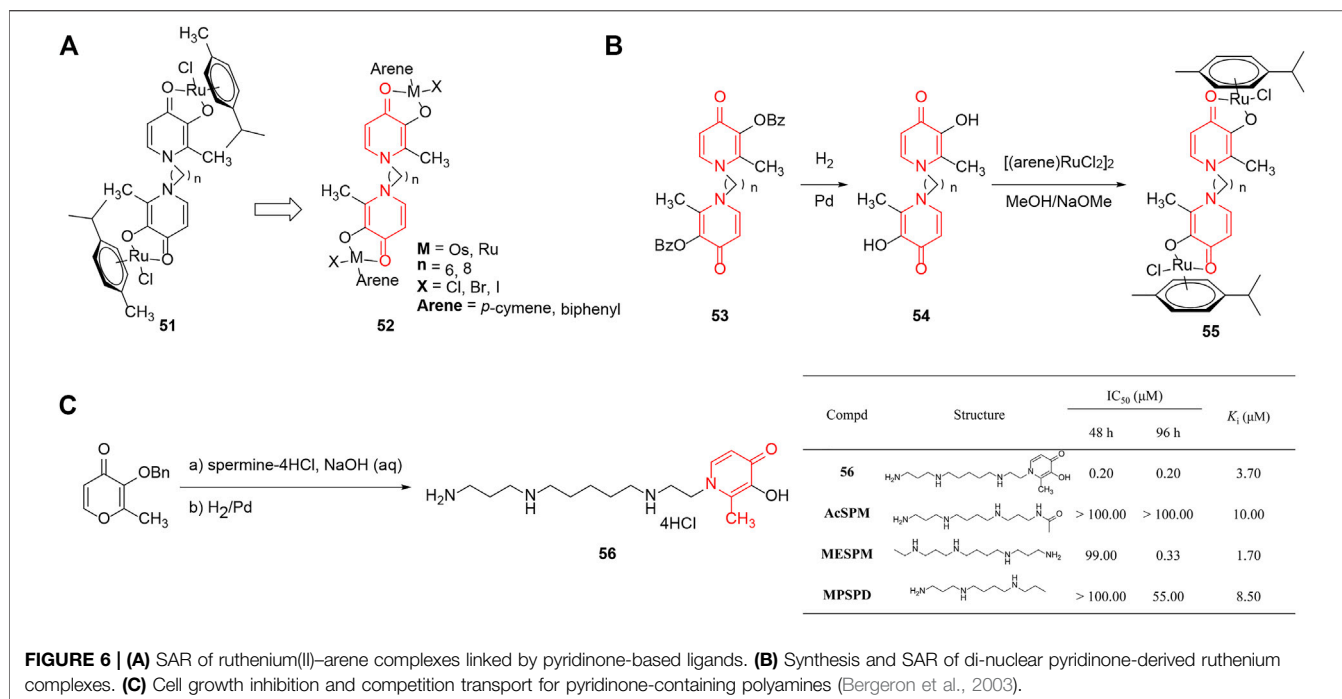 A
H₃C
Cl
Ru
O
O
CH₃
N
( )n
H₃C
N
O
Ru
O
Cl
CH₃
51
Arene
X
M
O
O
N
CH₃
( )n
H₃C
N
O
X
M
O
Arene
M = Os, Ru
n = 6, 8
X = Cl, Br, I
Arene = p-cymene, biphenyl
52
B
O
OBz
N
CH₃
( )n
H₃C
N
BzO
O
53
H₂
Pd
O
OH
N
CH₃
( )n
H₃C
N
HO
O
54
[(arene)RuCl₂]₂
MeOH/NaOMe
Ru
Cl
O
O
N
CH₃
( )n
H₃C
N
O
Cl
Ru
O
55
C
O
OBn
O
CH₃
a) spermine-4HCl, NaOH (aq)
b) H₂/Pd
H₂N
N
H
N
H
N
H
4HCl
N
O
OH
CH₃
56
Compd Structure IC₅₀ (μM) Kᵢ (μM)
48 h 96 h
56 H₂N N H N H N O OH CH₃ 0.20 0.20 3.70
AcSPM H₂N N H H N H N O > 100.00 > 100.00 10.00
MESPM H N H N N H N H NH₂ 99.00 0.33 1.70
MPSPD H₂N N H H N > 100.00 55.00 8.50
FIGURE 6 | (A) SAR of ruthenium(II)–arene complexes linked by pyridinone-based ligands. (B) Synthesis and SAR of di-nuclear pyridinone-derived ruthenium
complexes. (C) Cell growth inhibition and competition transport for pyridinone-containing polyamines (Bergeron et al., 2003).